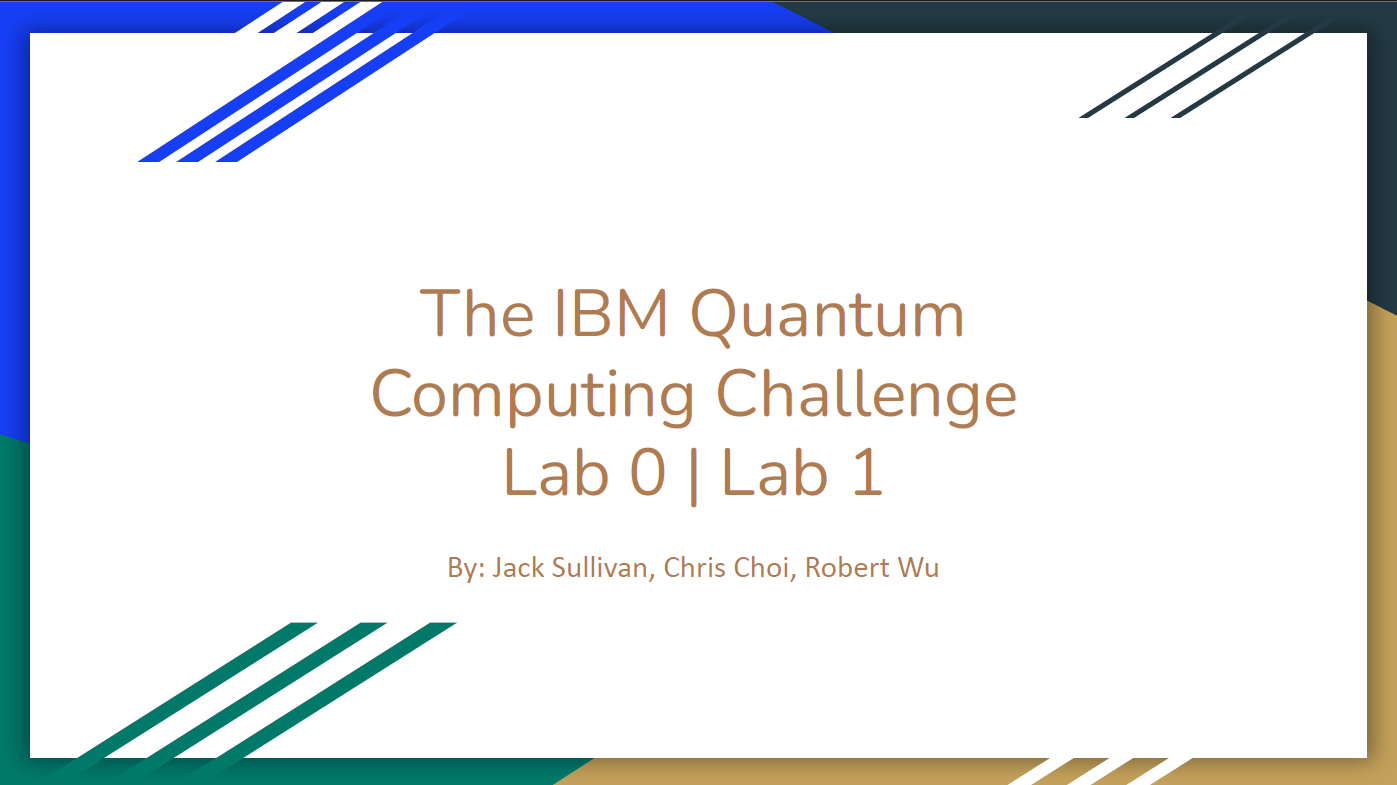 The IBM Quantum
Computing Challenge
Lab 0 | Lab 1
By: Jack Sullivan, Chris Choi, Robert Wu